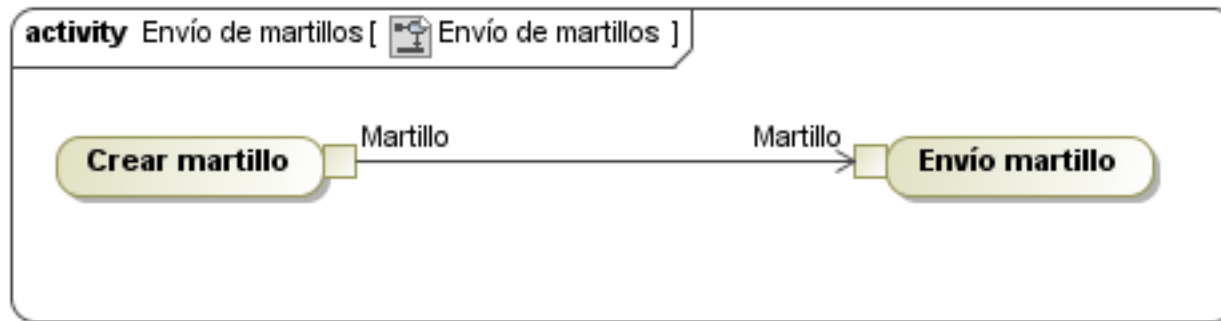 activity Envío de martillos [ Envío de martillos ]
Martillo Martillo
Crear martillo Envío martillo